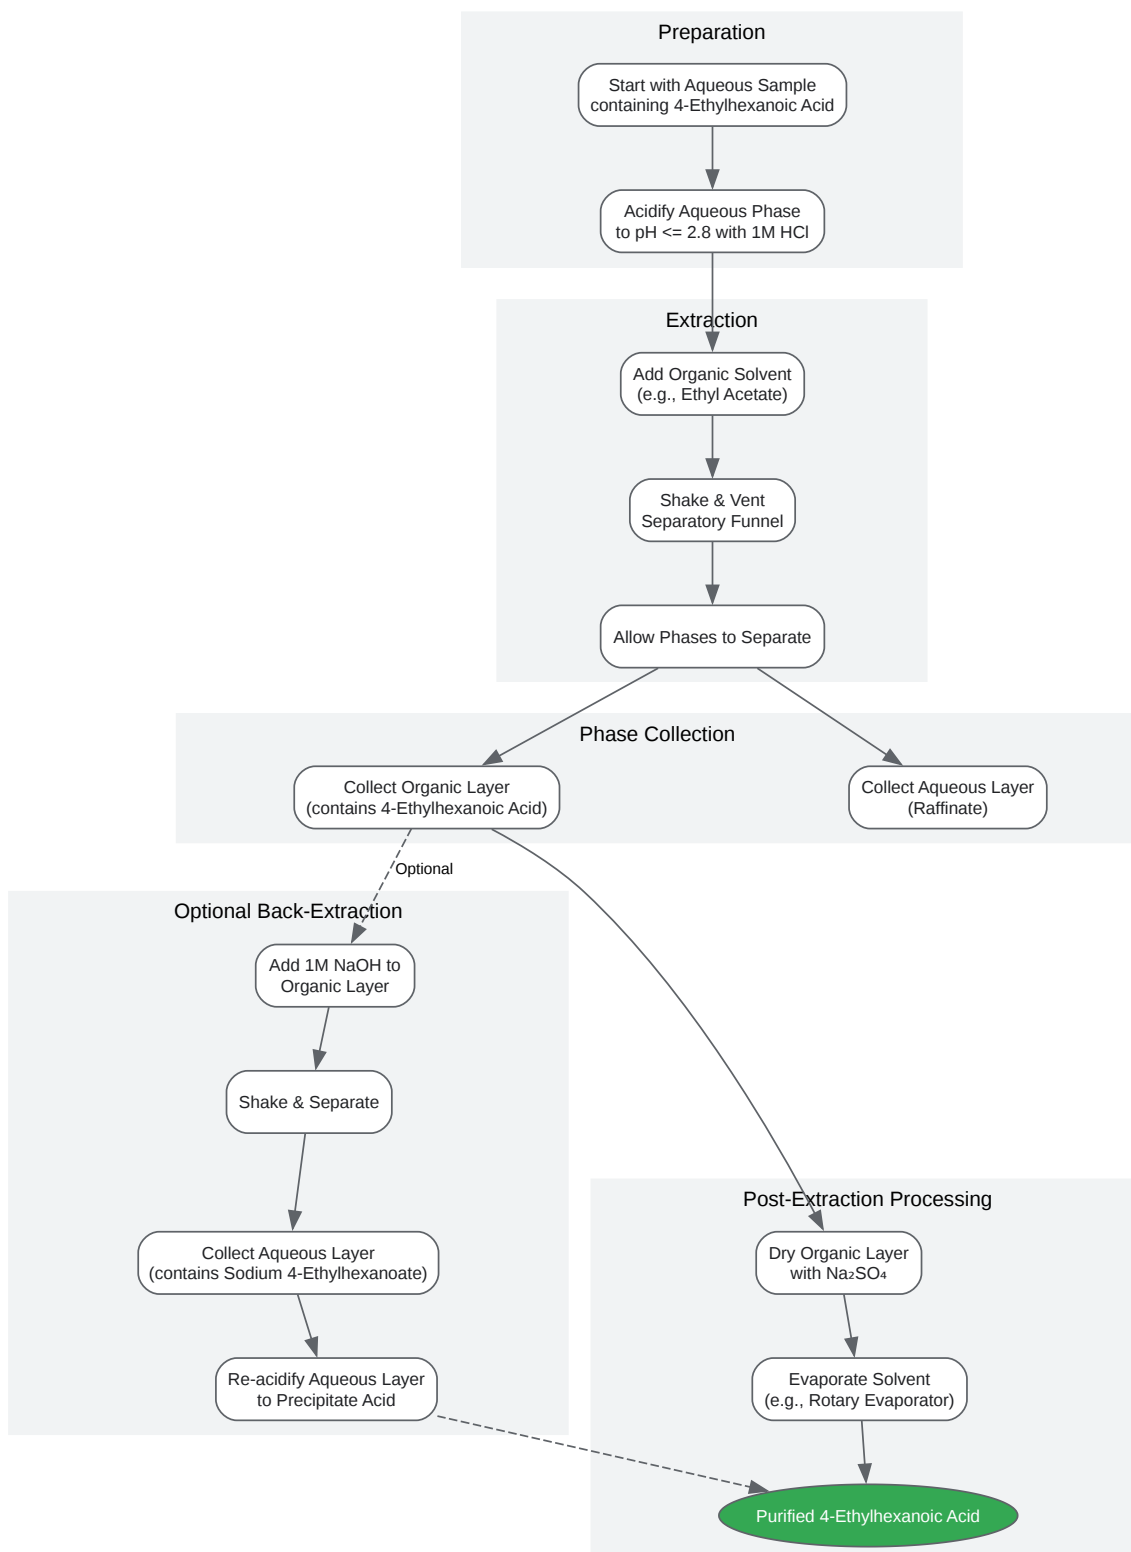 Preparation
Start with Aqueous Sample
containing 4-Ethylhexanoic Acid
Acidify Aqueous Phase
to pH <= 2.8 with 1M HCl
Extraction
Add Organic Solvent
(e.g., Ethyl Acetate)
Shake & Vent
Separatory Funnel
Allow Phases to Separate
Phase Collection
Collect Organic Layer
(contains 4-Ethylhexanoic Acid)
Collect Aqueous Layer
(Raffinate)
Optional
Optional Back-Extraction
Add 1M NaOH to
Organic Layer
Shake & Separate
Collect Aqueous Layer
(contains Sodium 4-Ethylhexanoate)
Re-acidify Aqueous Layer
to Precipitate Acid
Post-Extraction Processing
Dry Organic Layer
with Na₂SO₄
Evaporate Solvent
(e.g., Rotary Evaporator)
Purified 4-Ethylhexanoic Acid